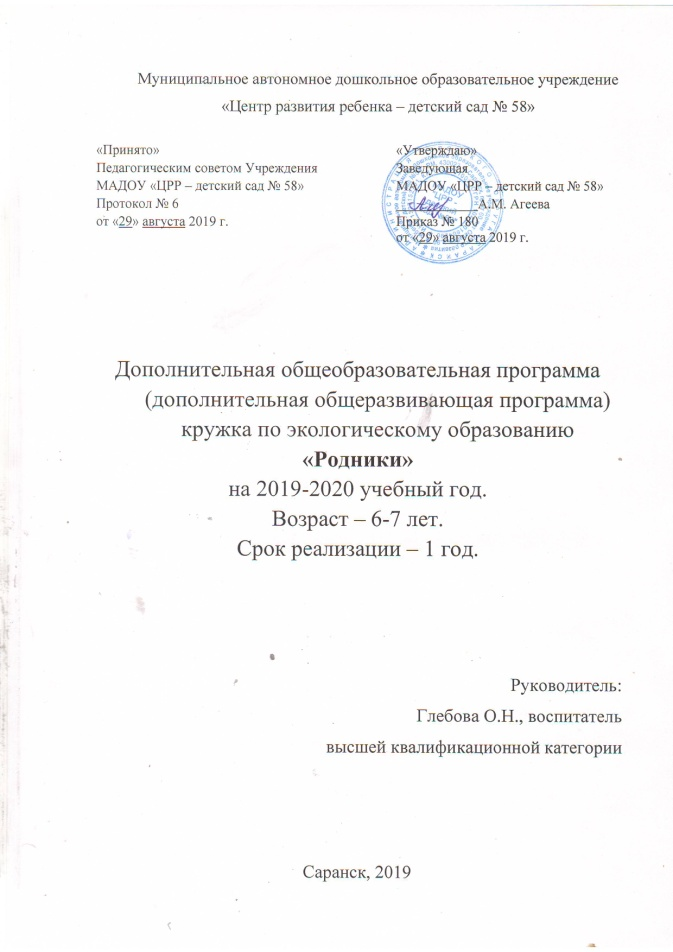 Муниципальное автономное дошкольное образовательное учреждение
«Центр развития ребенка – детский сад № 58»
«Принято»
Педагогическим советом Учреждения
МАДОУ «ЦРР – детский сад № 58»
Протокол № 6
от «29» августа 2019 г.
«Утверждаю»
Заведующая
МАДОУ «ЦРР – детский сад № 58»
А.М. Агеева
Приказ № 180
от «29» августа 2019 г.
Дополнительная общеобразовательная программа
(дополнительная общеразвивающая программа)
кружка по экологическому образованию
«Родники»
на 2019-2020 учебный год.
Возраст – 6-7 лет.
Срок реализации – 1 год.
Руководитель:
Глебова О.Н., воспитатель
высшей квалификационной категории
Саранск, 2019